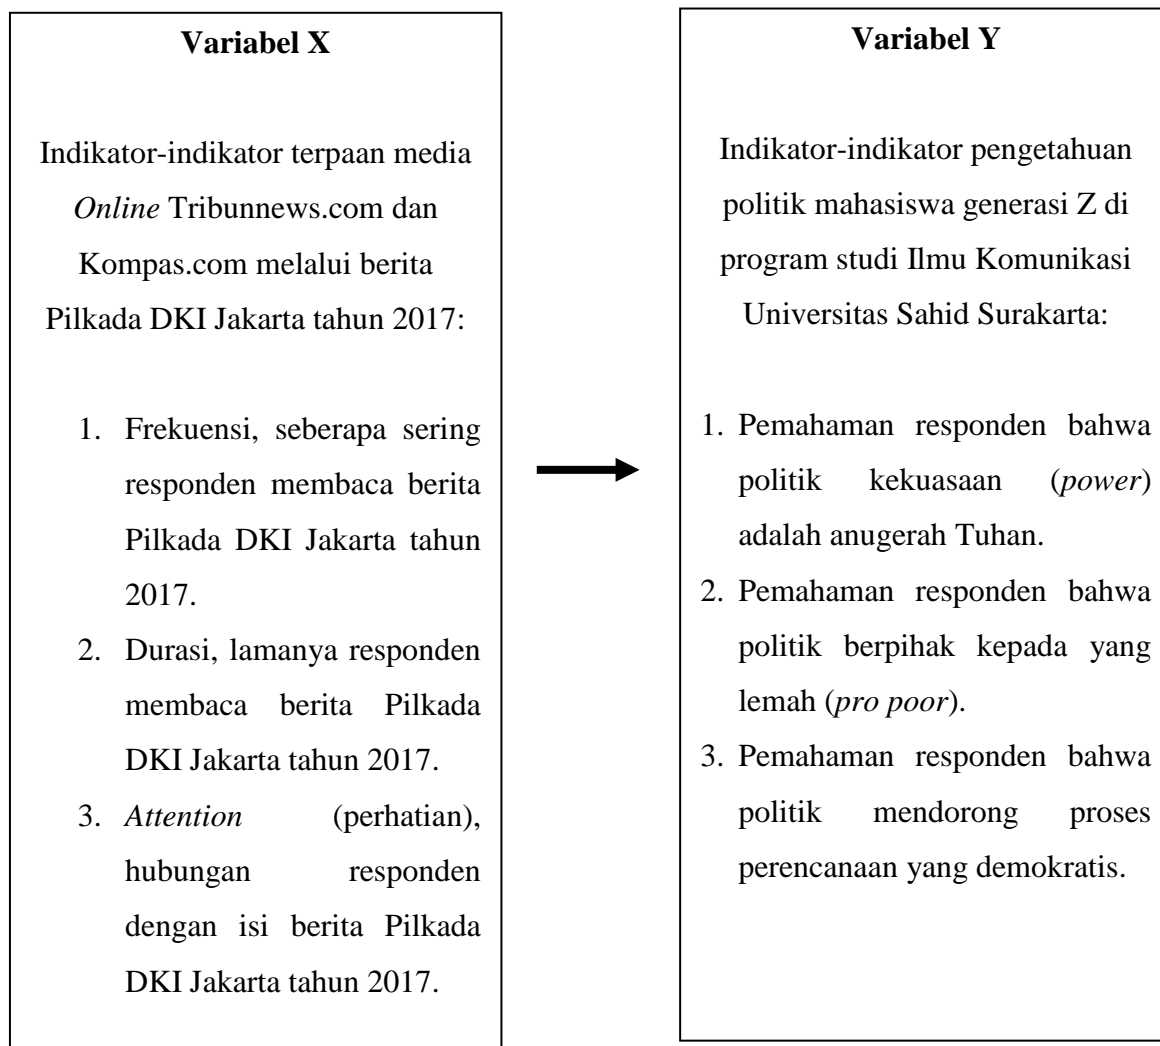 Variabel X
Indikator-indikator terpaan media
Online Tribunnews.com dan
Kompas.com melalui berita
Pilkada DKI Jakarta tahun 2017:
1. Frekuensi, seberapa sering
responden membaca berita
Pilkada DKI Jakarta tahun
2017.
2. Durasi, lamanya responden
membaca berita Pilkada
DKI Jakarta tahun 2017.
3. Attention (perhatian),
hubungan responden
dengan isi berita Pilkada
DKI Jakarta tahun 2017.
Variabel Y
Indikator-indikator pengetahuan
politik mahasiswa generasi Z di
program studi Ilmu Komunikasi
Universitas Sahid Surakarta:
1. Pemahaman responden bahwa
politik kekuasaan (power)
adalah anugerah Tuhan.
2. Pemahaman responden bahwa
politik berpihak kepada yang
lemah (pro poor).
3. Pemahaman responden bahwa
politik mendorong proses
perencanaan yang demokratis.